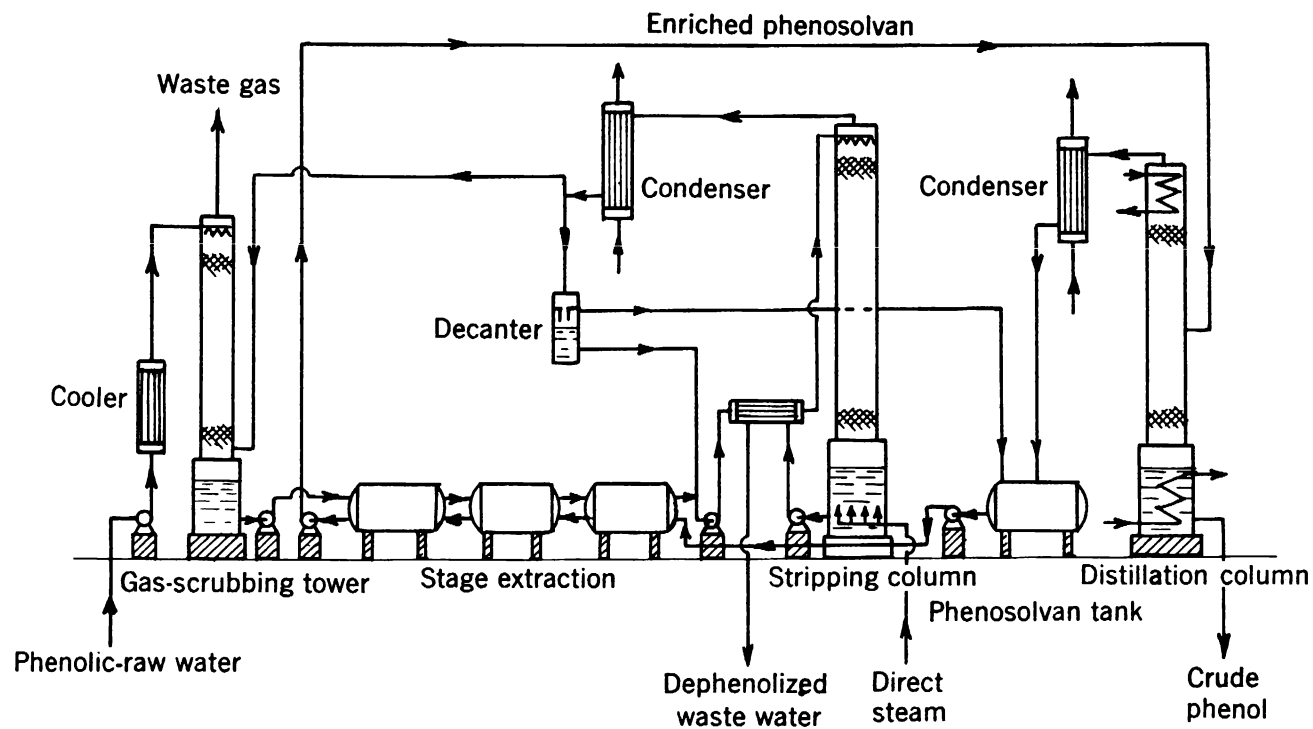 Enriched phenosolvan
Waste gas
Condenser
Condenser
Decanter
Cooler
Gas-scrubbing tower
Stage extraction
Stripping column
Distillation column
Phenosolvan tank
Phenolic-raw water
Dephenolized
waste water
Direct
steam
Crude
phenol